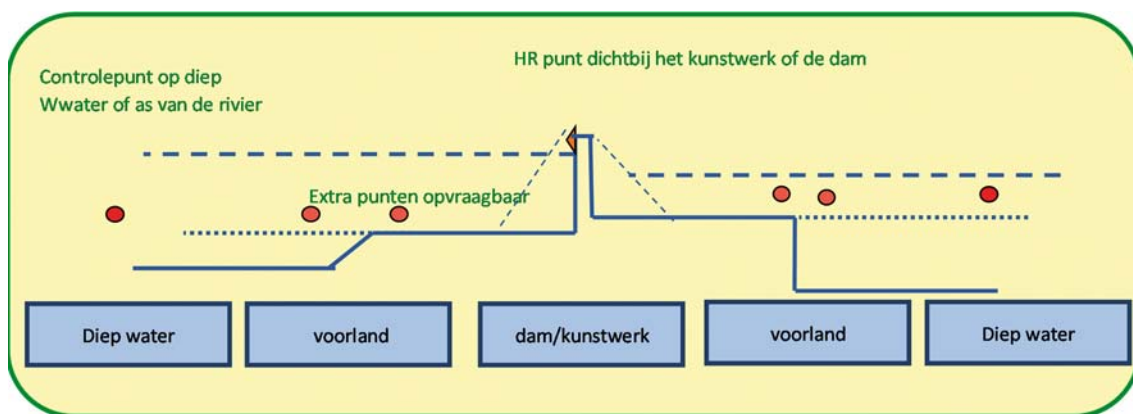 HR punt dichtbij het kunstwerk of de dam
Controlepunt op diep
Wwater of as van de rivier
Extra punten opvraagbaar
Diep water
voorland
dam/kunstwerk
voorland
Diep water